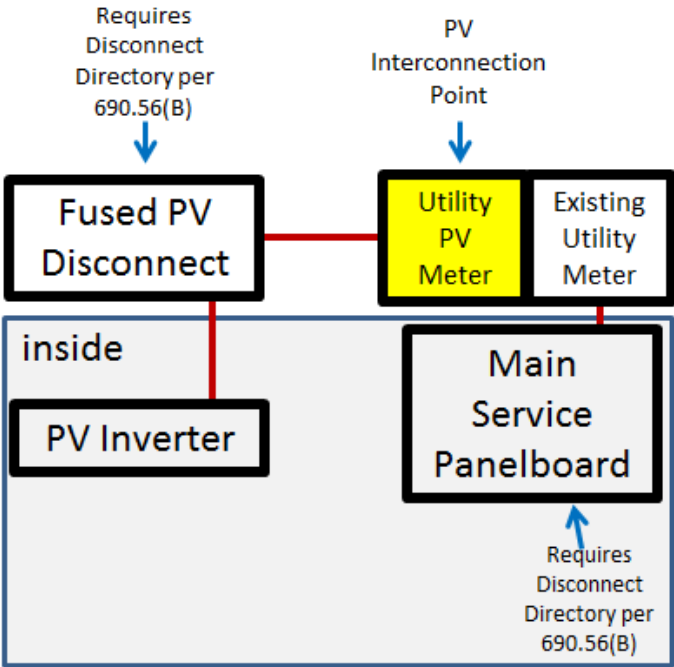 Requires
Disconnect
Directory per
690.56(B)
PV
Interconnection
Point
Fused PV
Disconnect
Utility
PV
Meter
Existing
Utility
Meter
inside
PV Inverter
Main
Service
Panelboard
Requires
Disconnect
Directory per
690.56(B)